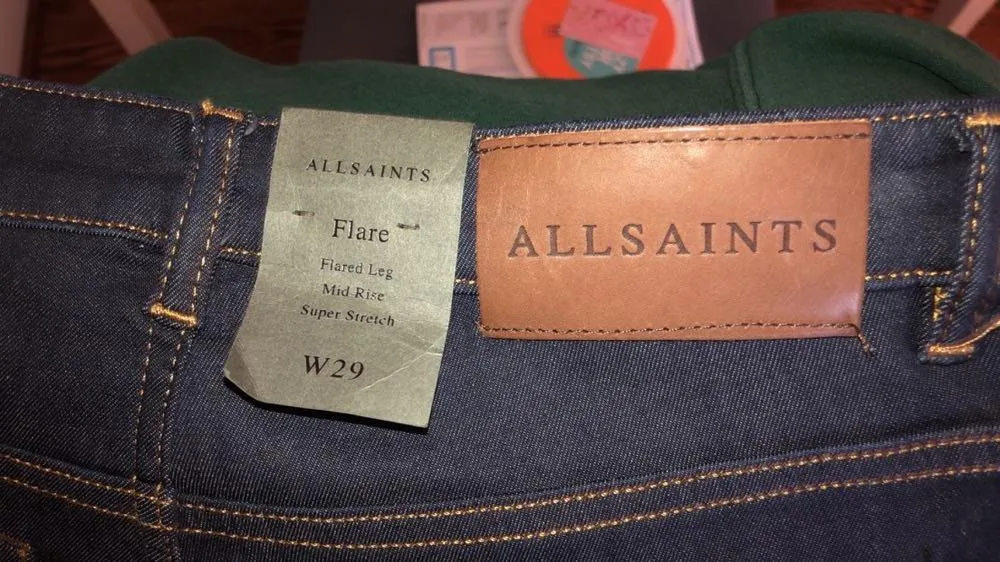 ALLSAINTS
Flare
Flared Leg
Mid Rise
Super Stretch
W29
ALLSAINTS